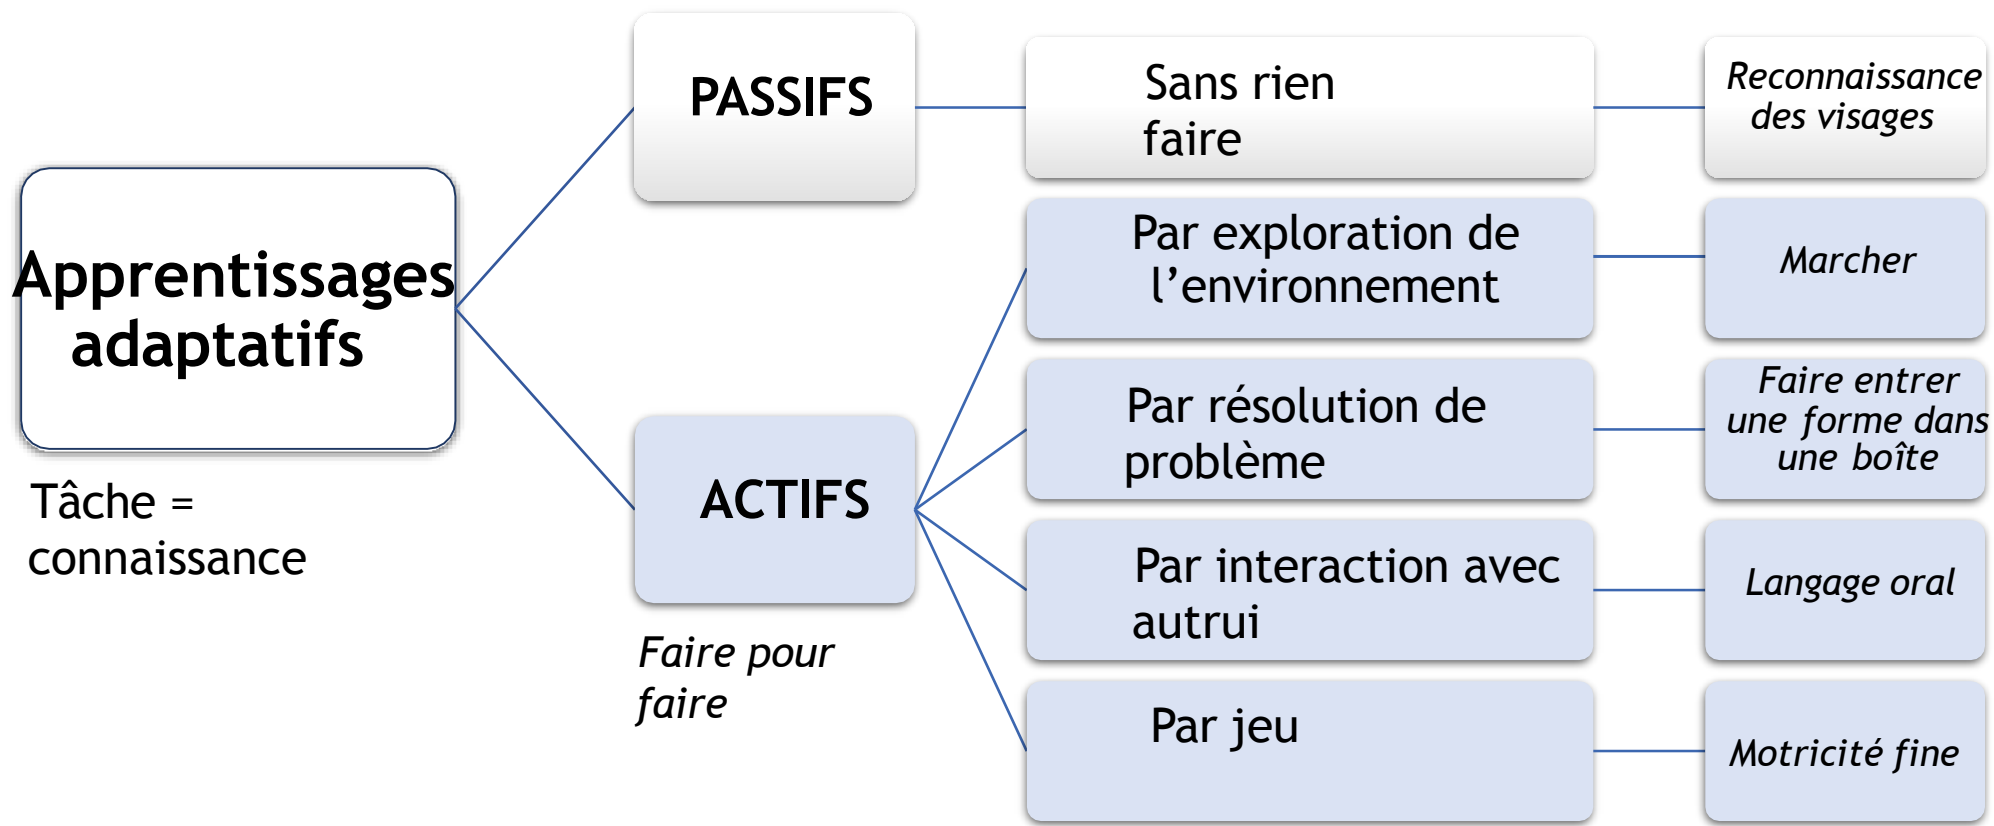 Apprentissages
adaptatifs
Tâche =
connaissance
PASSIFS
Sans rien
faire
Reconnaissance
des visages
ACTIFS
Faire pour
faire
Par exploration de
l’environnement
Marcher
Par résolution de
problème
Faire entrer
une forme dans
une boîte
Par interaction avec
autrui
Langage oral
Par jeu
Motricité fine